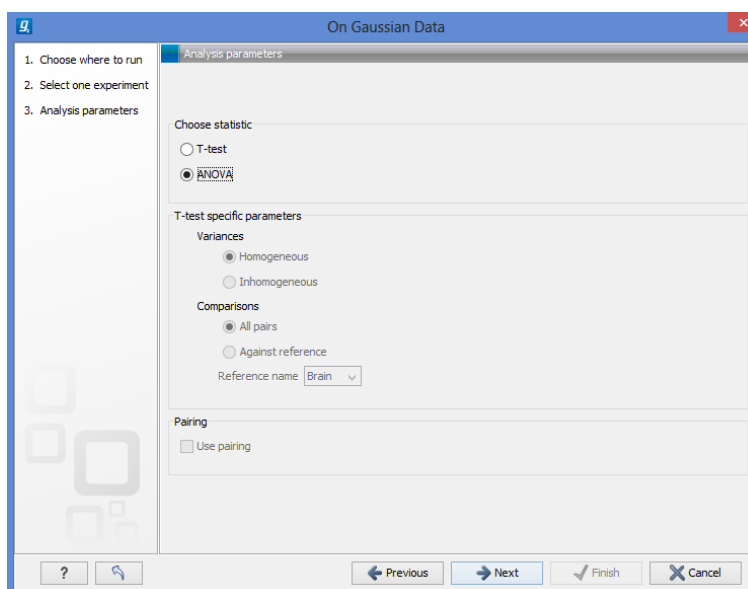 On Gaussian Data
1. Choose where to run
2. Select one experiment
3. Analysis parameters
Analysis parameters
Choose statistic
T-test
ANOVA
T-test specific parameters
Variances
Homogeneous
Inhomogeneous
Comparisons
All pairs
Against reference
Reference name Brain
Pairing
Use pairing
? Previous Next Finish Cancel